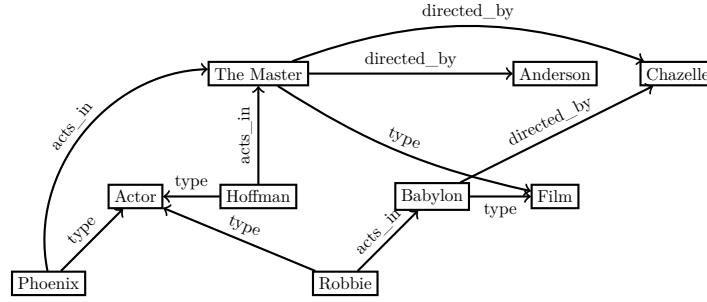 directed_by
directed_by
The Master
Anderson
Chazelle
acts_in
acts_in
directed_by
type
type
Actor
Hoffman
Babylon
type
Film
type
type
acts_in
Phoenix
Robbie